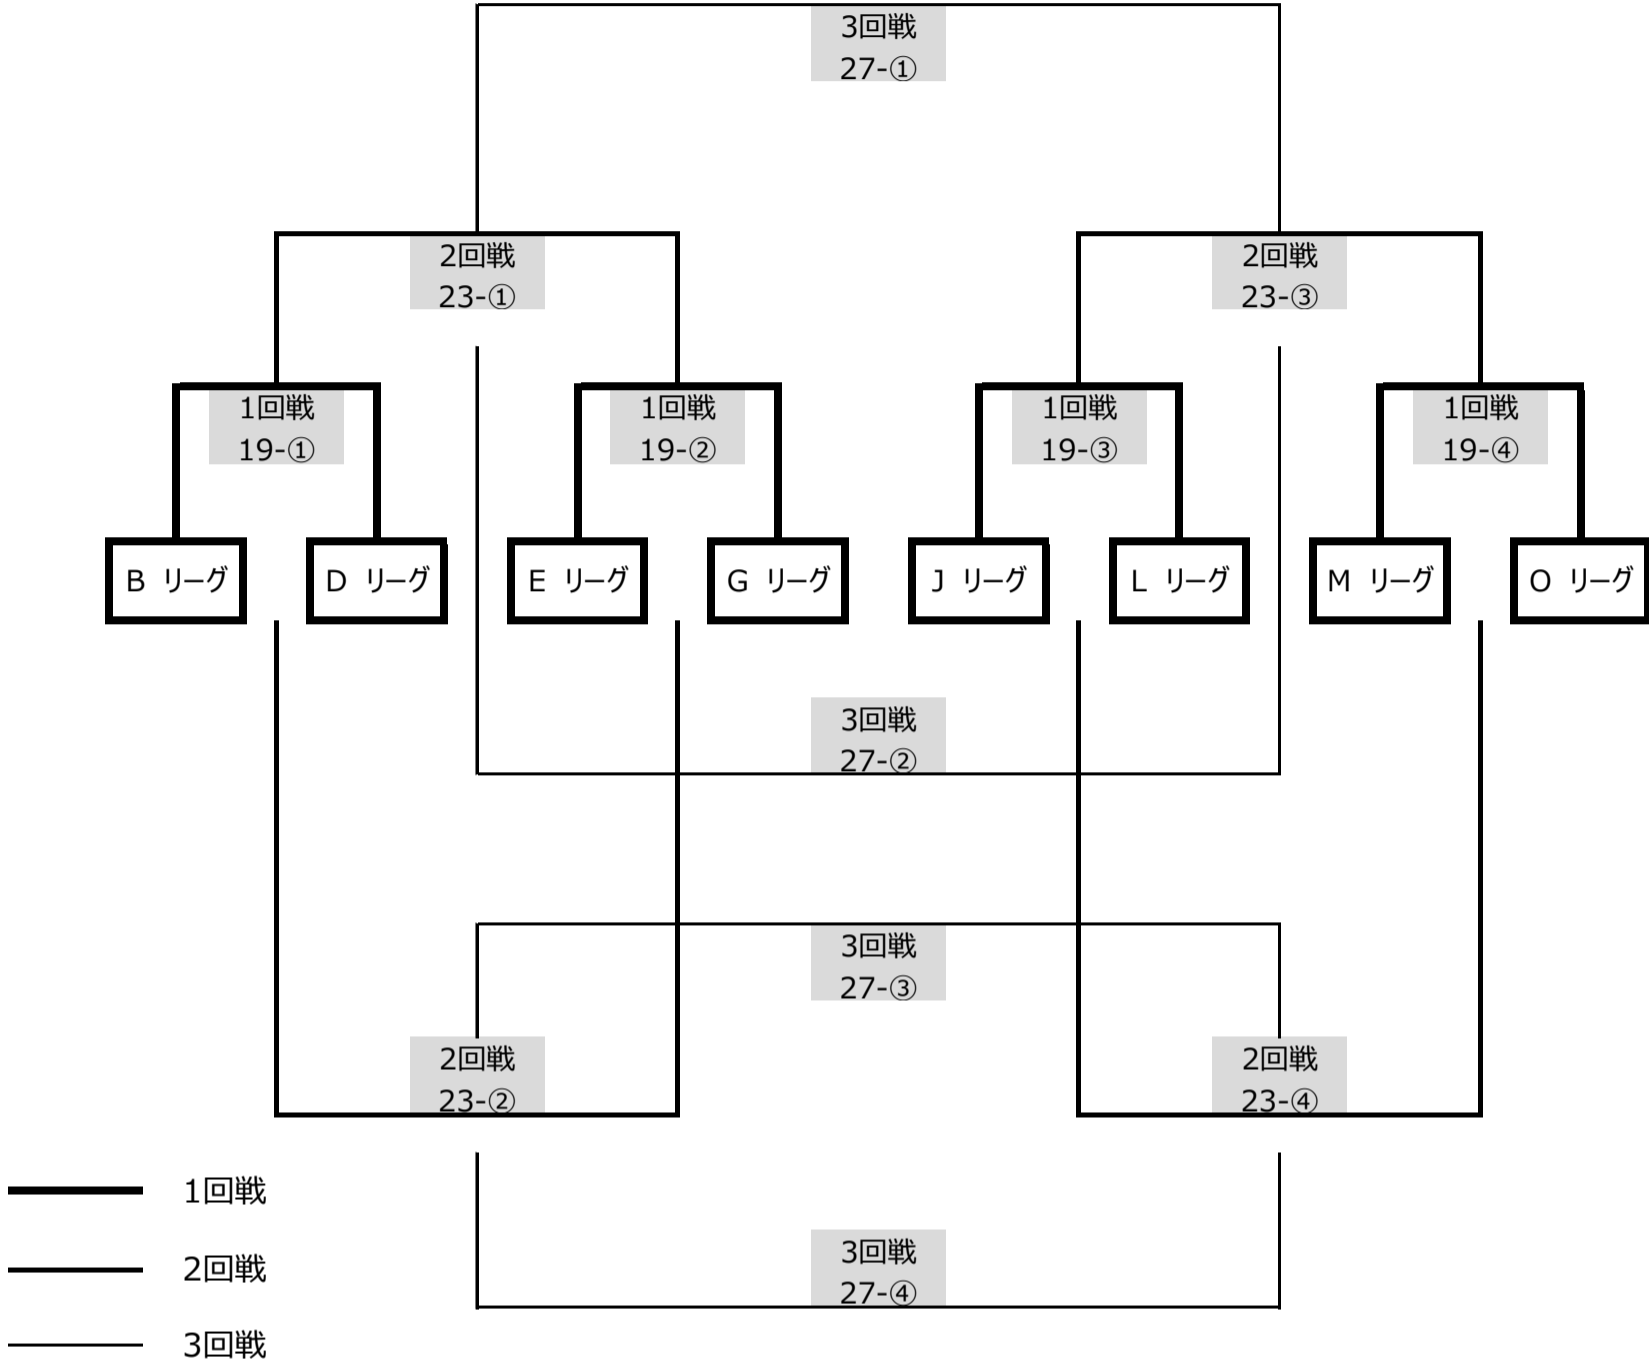 3回戦
27-①
2回戦
23-①
2回戦
23-③
1回戦
19-①
1回戦
19-②
1回戦
19-③
1回戦
19-④
B リーグ
D リーグ
E リーグ
G リーグ
J リーグ
L リーグ
M リーグ
O リーグ
3回戦
27-②
3回戦
27-③
2回戦
23-②
2回戦
23-④
1回戦
2回戦
3回戦
27-④
3回戦